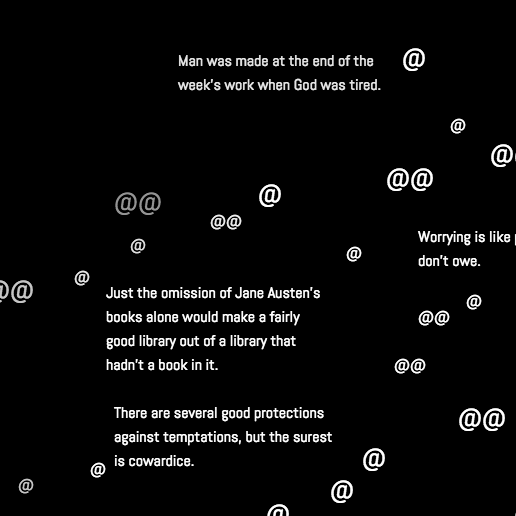 Man was made at the end of the @
week's work when God was tired.
@
@
@@
@@ @
@@
@
@
Worrying is like
don't owe.
@
@@
Just the omission of Jane Austen's
books alone would make a fairly
good library out of a library that
hadn't a book in it.
@
@@
@@
There are several good protections
against temptations, but the surest
is cowardice.
@@
@
@
@
@
@